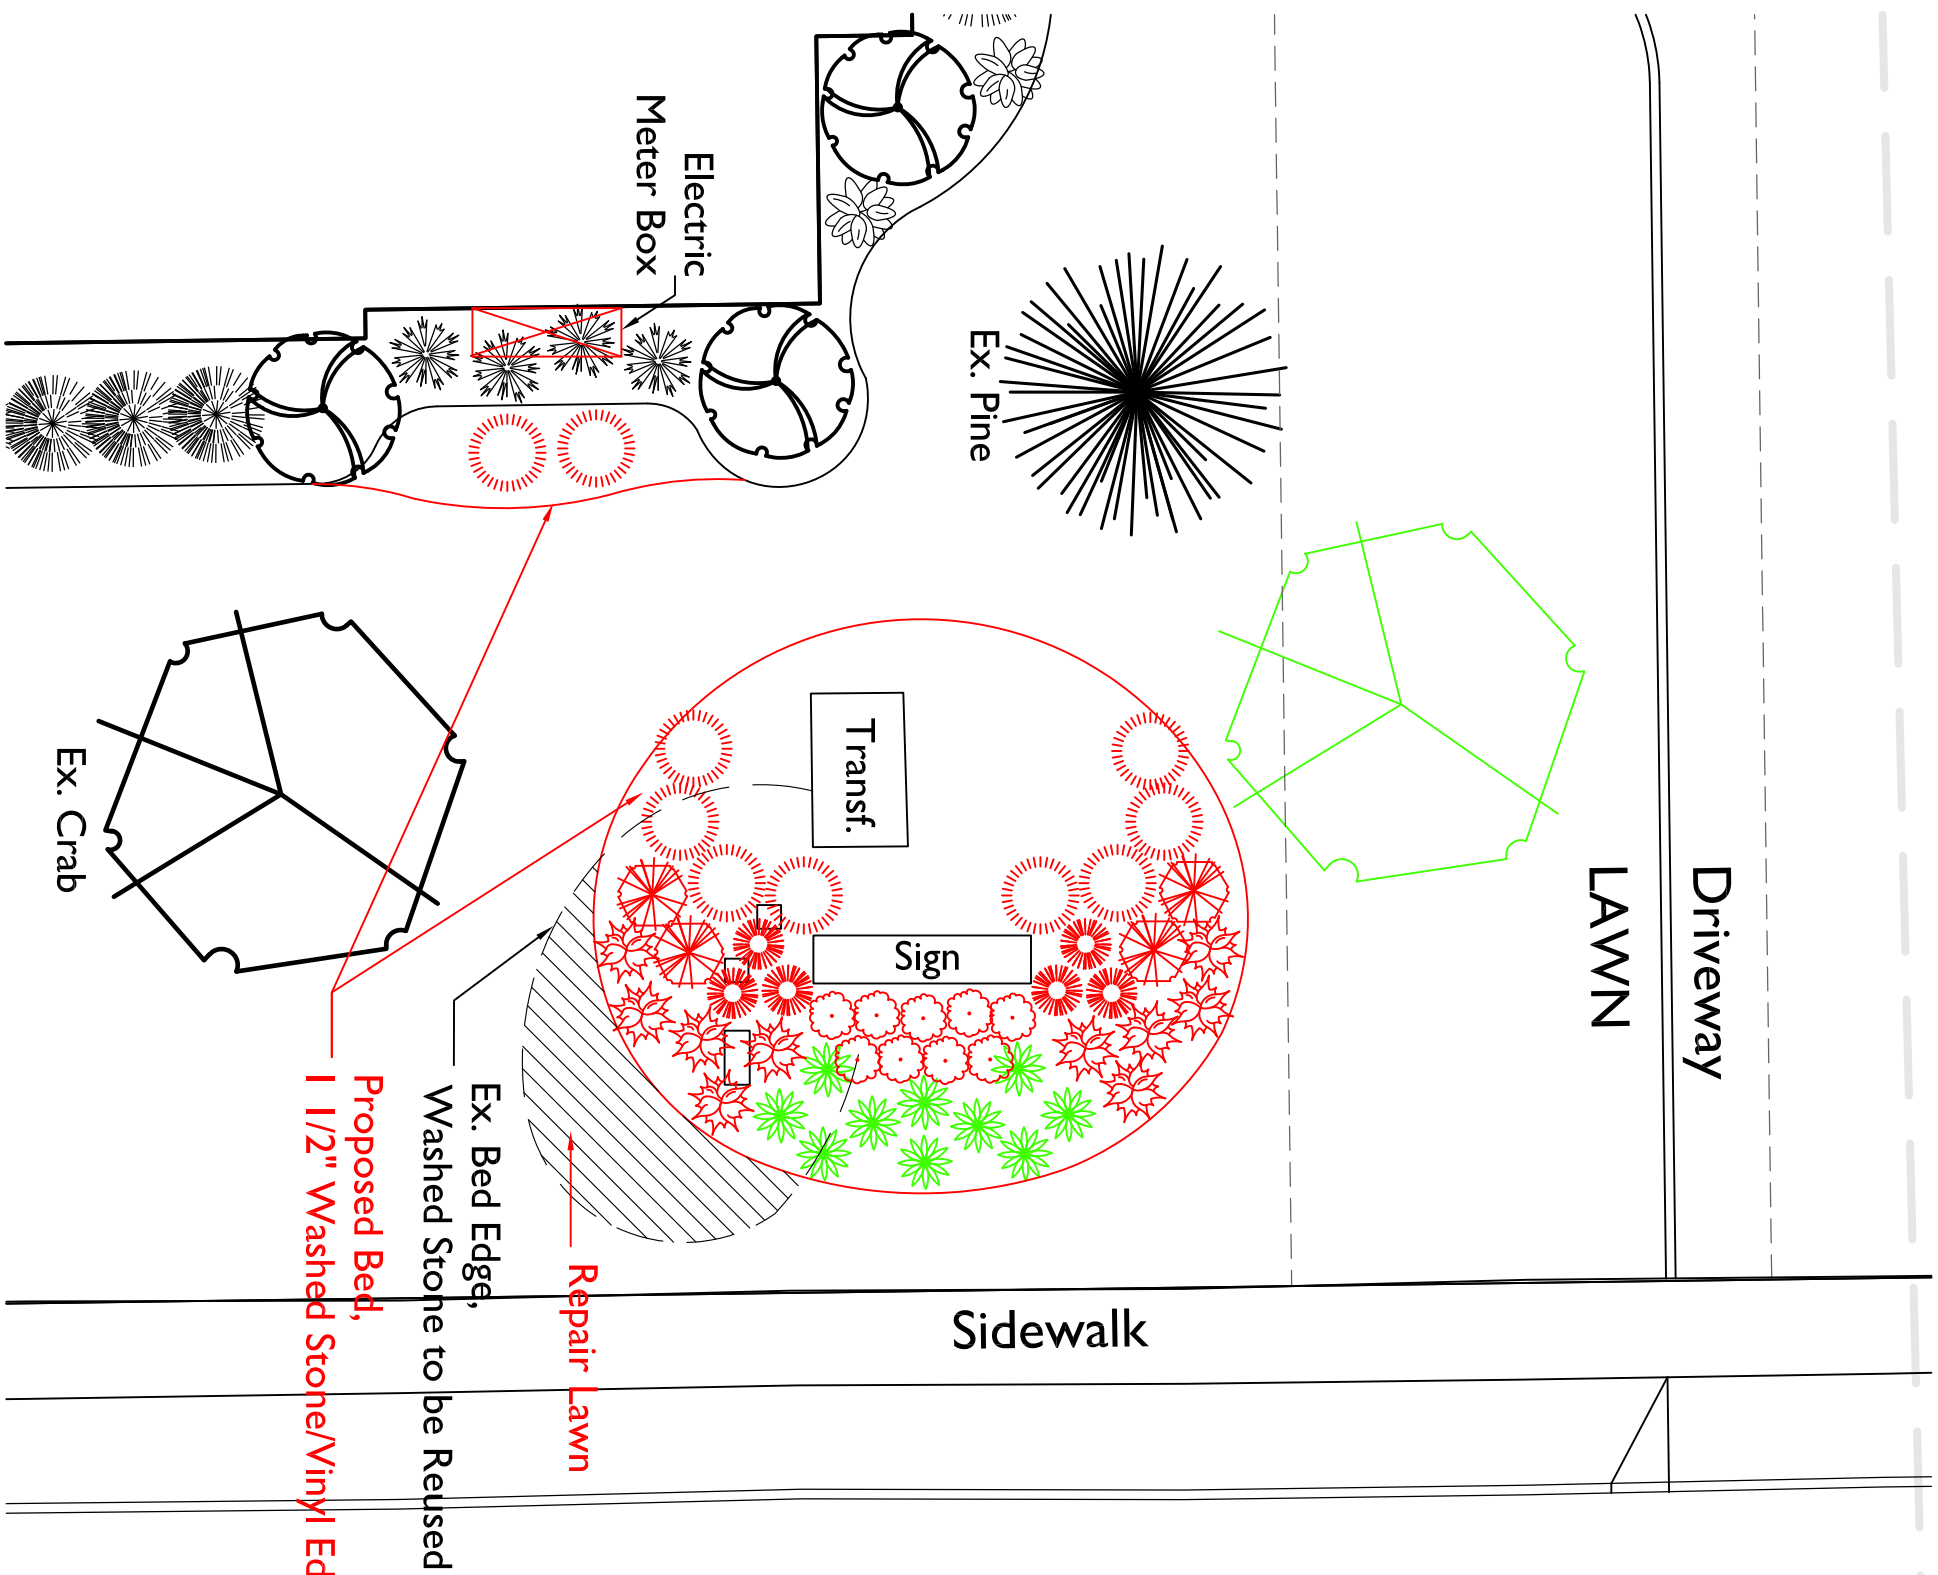 Electric
Meter Box
Ex. Pine
Transf.
Ex. Crab
Driveway
LAWN
Sign
Ex. Bed Edge,
Washed Stone to be Reused
Proposed Bed,
1 1/2" Washed Stone/Vinyl Ed
Repair Lawn
Sidewalk